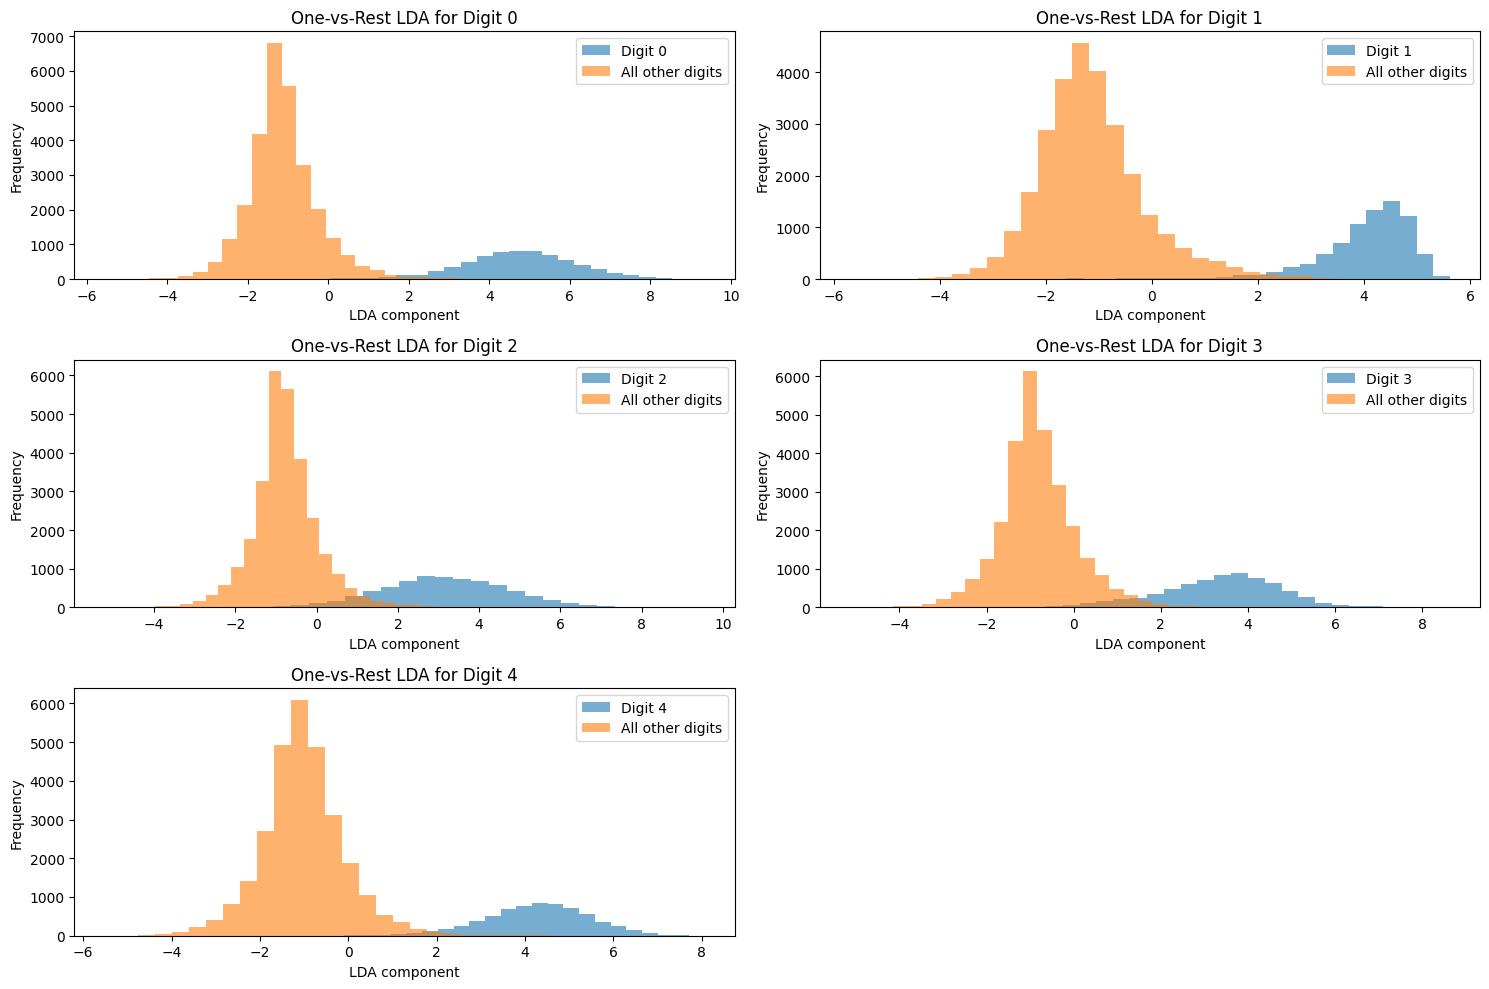 One-vs-Rest LDA for Digit 0
Digit 0
All other digits
Frequency
7000
6000
5000
4000
3000
2000
1000
0
−6 −4 −2 0 2 4 6 8 10
LDA component
One-vs-Rest LDA for Digit 1
Digit 1
All other digits
Frequency
4000
3000
2000
1000
0
−6 −4 −2 0 2 4 6
LDA component
One-vs-Rest LDA for Digit 2
Digit 2
All other digits
Frequency
6000
5000
4000
3000
2000
1000
0
−4 −2 0 2 4 6 8 10
LDA component
One-vs-Rest LDA for Digit 3
Digit 3
All other digits
Frequency
6000
5000
4000
3000
2000
1000
0
−4 −2 0 2 4 6 8
LDA component
One-vs-Rest LDA for Digit 4
Digit 4
All other digits
Frequency
6000
5000
4000
3000
2000
1000
0
−6 −4 −2 0 2 4 6 8
LDA component